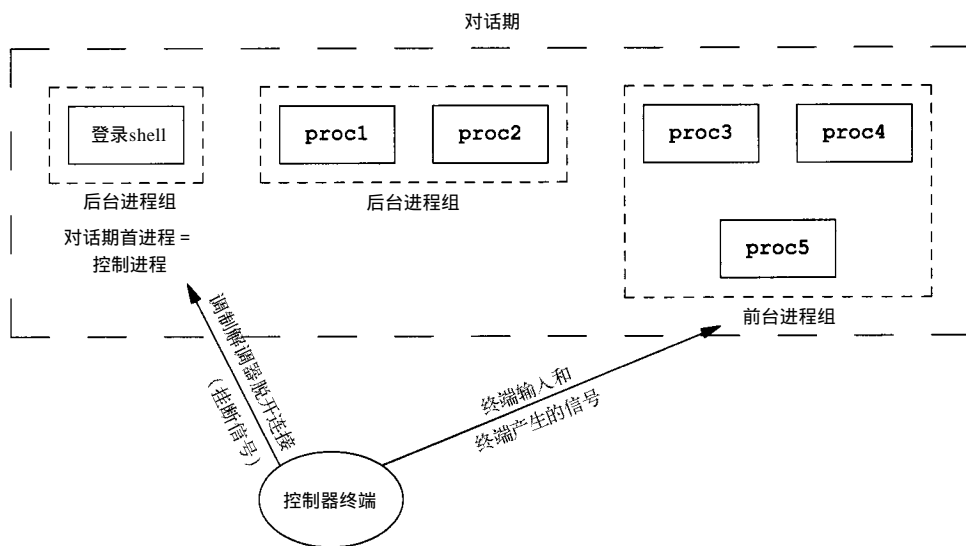 对话期
登录shell
proc1
proc2
proc3
proc4
proc5
后台进程组
后台进程组
前台进程组
对话期首进程 =
控制进程
调制解调器脱开连接
（挂断信号）
终端输入和
终端产生的信号
控制器终端